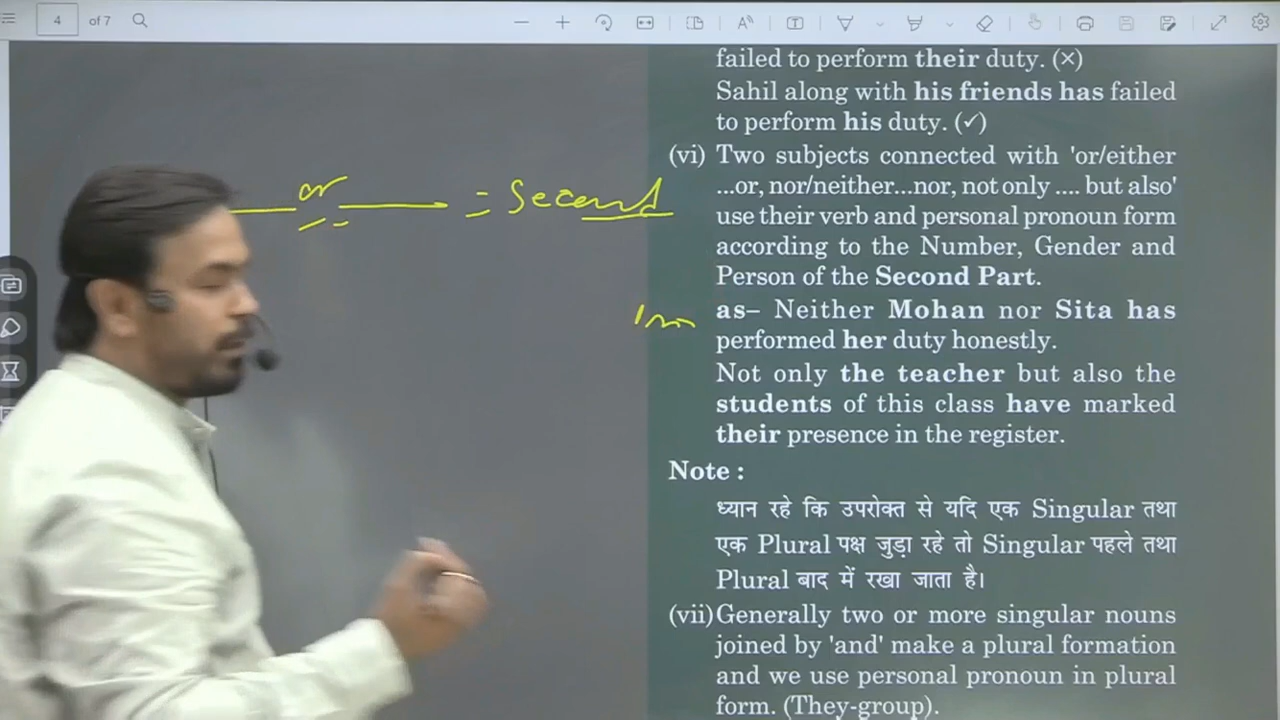 4 of 7
failed to perform their duty. (×)
Sahil along with his friends has failed
to perform his duty. (✓)
(vi) Two subjects connected with 'or/either
...or, nor/neither...nor, not only .... but also'
use their verb and personal pronoun form
according to the Number, Gender and
Person of the Second Part.
or = Second
as– Neither Mohan nor Sita has
performed her duty honestly.
Not only the teacher but also the
students of this class have marked
their presence in the register.
Note :
ध्यान रहे कि उपरोक्त से यदि एक Singular तथा
एक Plural पक्ष जुड़ा रहे तो Singular पहले तथा
Plural बाद में रखा जाता है।
(vii) Generally two or more singular nouns
joined by 'and' make a plural formation
and we use personal pronoun in plural
form. (They-group).